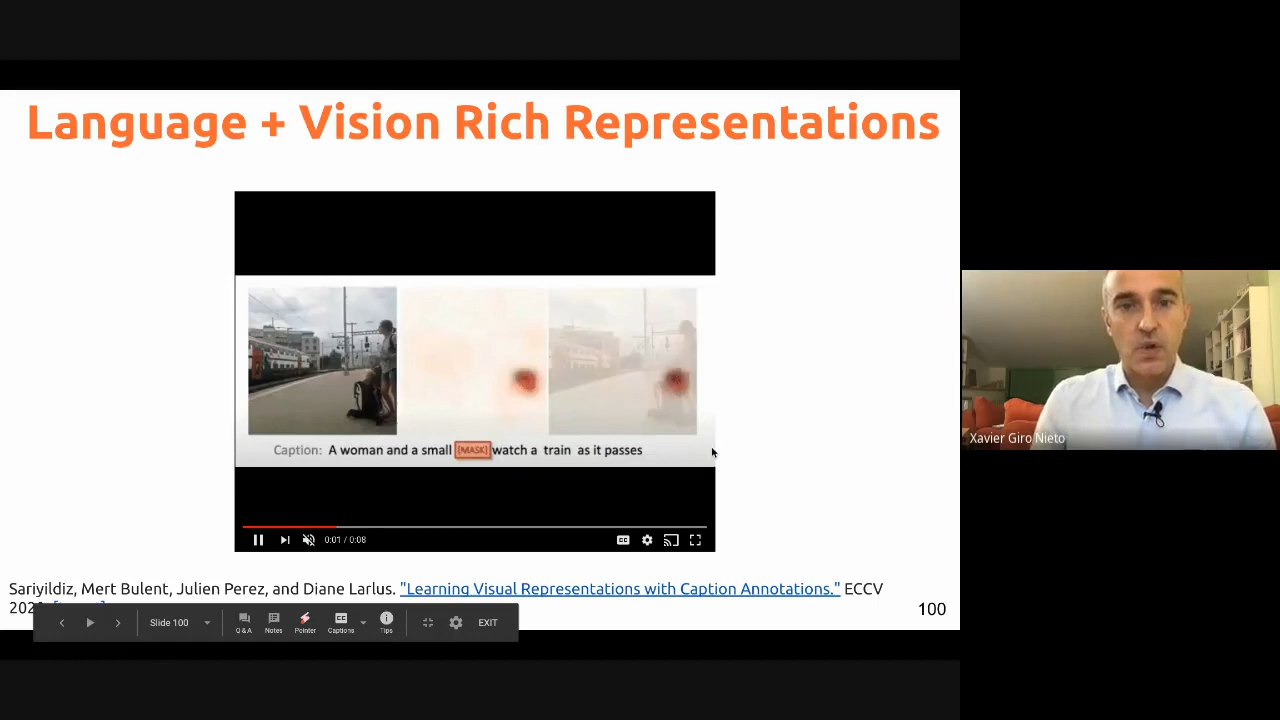 Language + Vision Rich Representations
Caption: A woman and a small [MASK] watch a train as it passes
0:01 / 0:08
Xavier Giro Nieto
Sariyildiz, Mert Bulent, Julien Perez, and Diane Larlus. "Learning Visual Representations with Caption Annotations." ECCV
100
Slide 100
Q&A
Notes
Pointer
Captions
Tips
EXIT